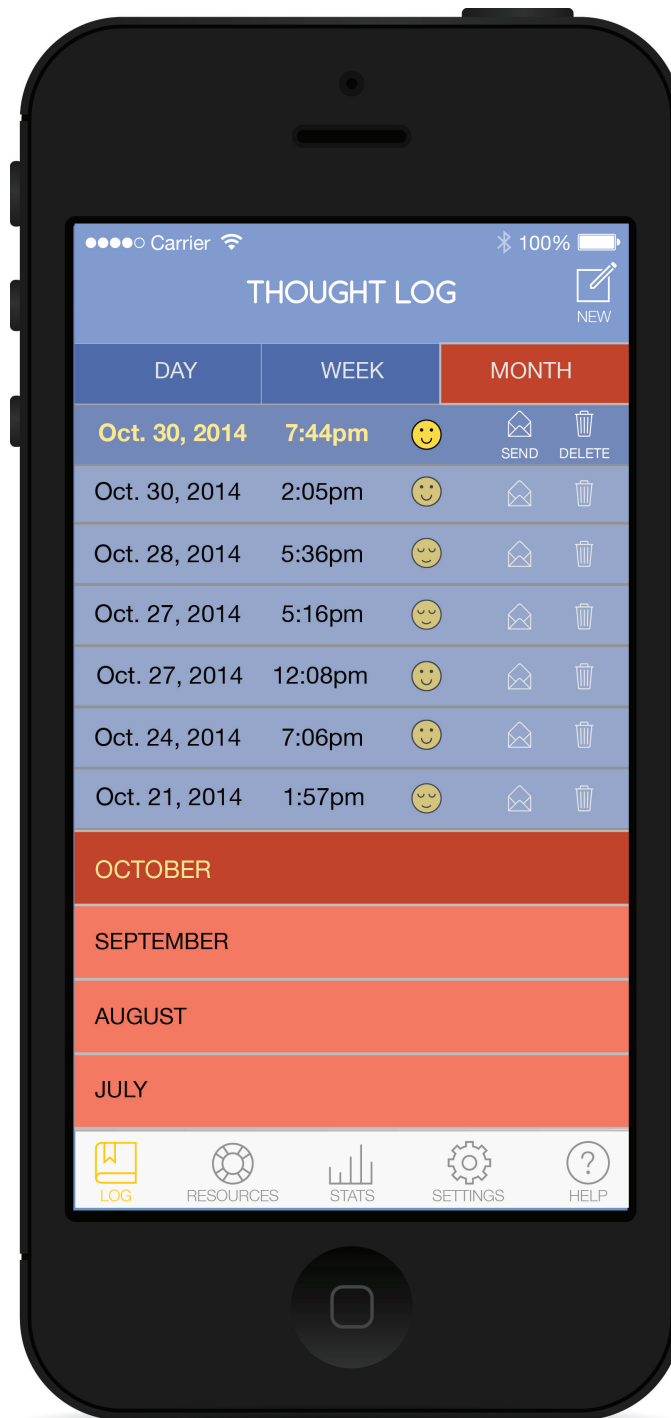 Carrier 100%
THOUGHT LOG
NEW
DAY WEEK MONTH
Oct. 30, 2014 7:44pm
SEND DELETE
Oct. 30, 2014 2:05pm
Oct. 28, 2014 5:36pm
Oct. 27, 2014 5:16pm
Oct. 27, 2014 12:08pm
Oct. 24, 2014 7:06pm
Oct. 21, 2014 1:57pm
OCTOBER
SEPTEMBER
AUGUST
JULY
LOG RESOURCES STATS SETTINGS HELP